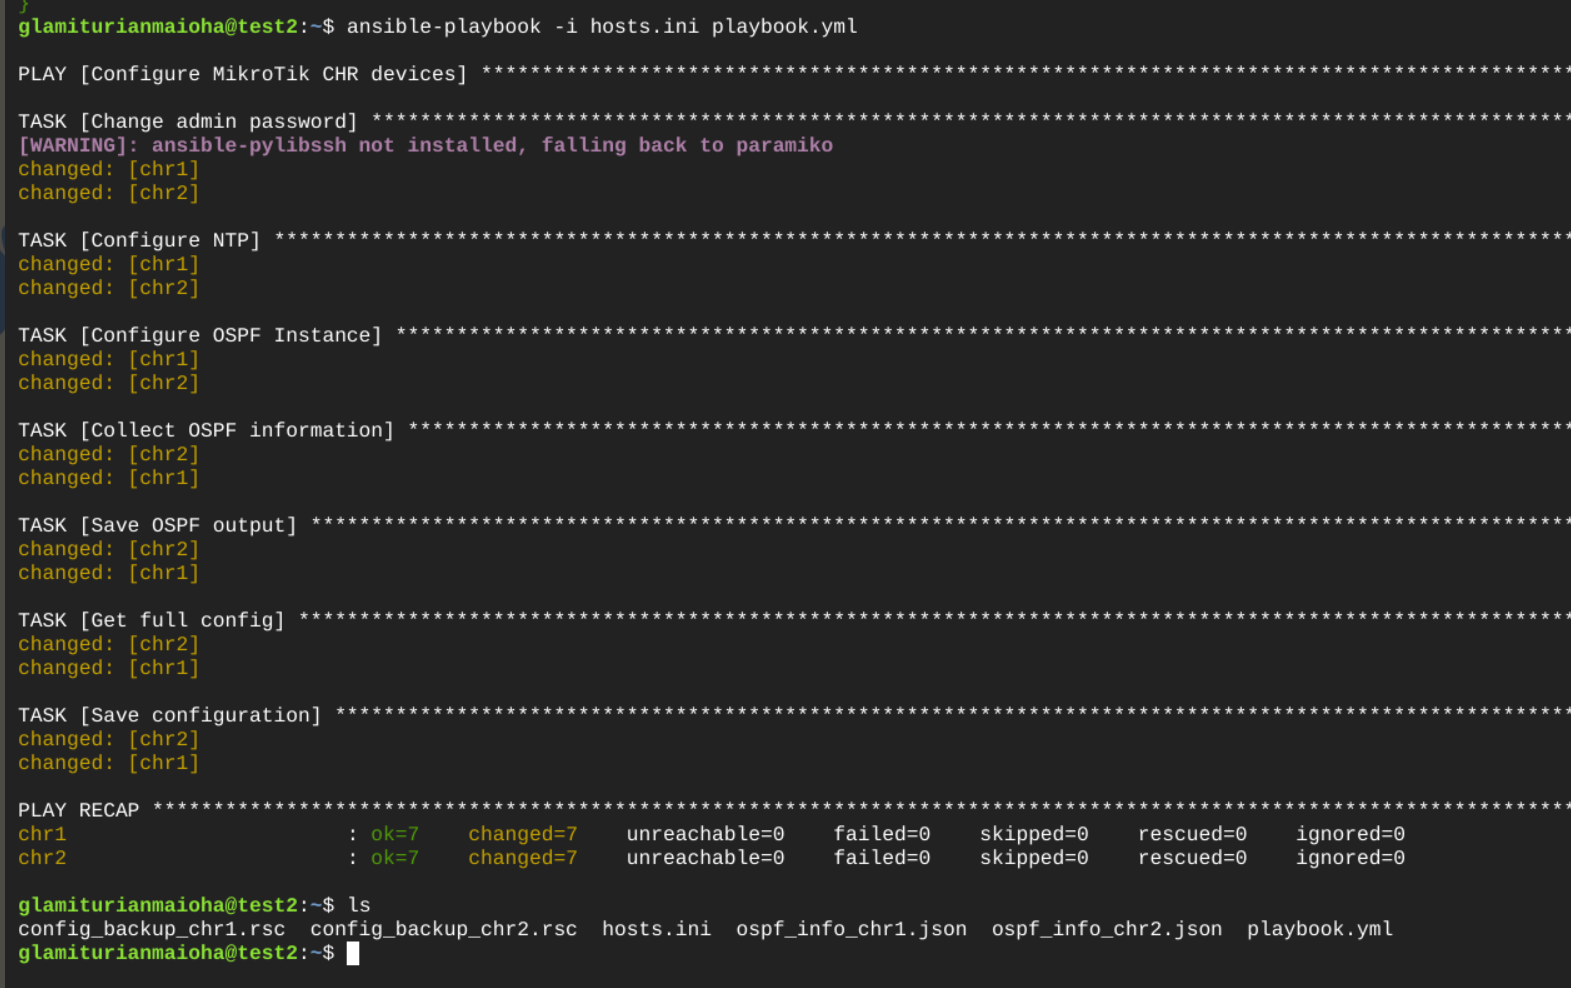 }
glamiturianmaioha@test2:~$ ansible-playbook -i hosts.ini playbook.yml
PLAY [Configure MikroTik CHR devices] ******************************************************************************************
TASK [Change admin password] ***************************************************************************************************
[WARNING]: ansible-pylibssh not installed, falling back to paramiko
changed: [chr1]
changed: [chr2]
TASK [Configure NTP] ***********************************************************************************************************
changed: [chr1]
changed: [chr2]
TASK [Configure OSPF Instance] *************************************************************************************************
changed: [chr1]
changed: [chr2]
TASK [Collect OSPF information] ************************************************************************************************
changed: [chr2]
changed: [chr1]
TASK [Save OSPF output] ********************************************************************************************************
changed: [chr2]
changed: [chr1]
TASK [Get full config] *********************************************************************************************************
changed: [chr2]
changed: [chr1]
TASK [Save configuration] ******************************************************************************************************
changed: [chr2]
changed: [chr1]
PLAY RECAP *********************************************************************************************************************
chr1                       : ok=7    changed=7    unreachable=0    failed=0    skipped=0    rescued=0    ignored=0
chr2                       : ok=7    changed=7    unreachable=0    failed=0    skipped=0    rescued=0    ignored=0
glamiturianmaioha@test2:~$ ls
config_backup_chr1.rsc  config_backup_chr2.rsc  hosts.ini  ospf_info_chr1.json  ospf_info_chr2.json  playbook.yml
glamiturianmaioha@test2:~$